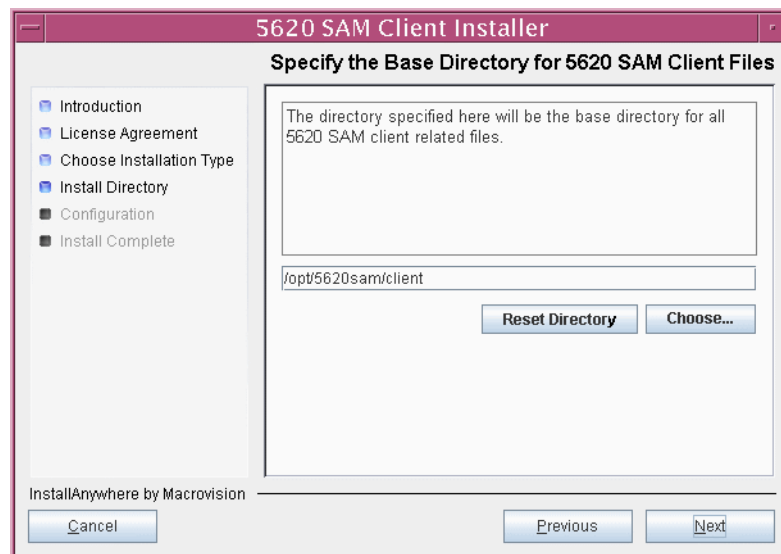 5620 SAM Client Installer
Specify the Base Directory for 5620 SAM Client Files
Introduction
License Agreement
Choose Installation Type
Install Directory
Configuration
Install Complete
The directory specified here will be the base directory for all
5620 SAM client related files.
/opt/5620sam/client
Reset Directory
Choose...
InstallAnywhere by Macrovision
Cancel
Previous
Next